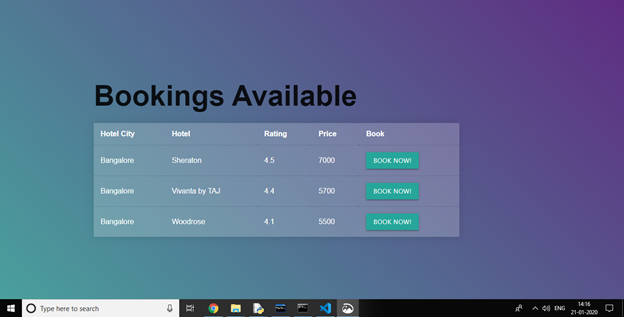 Bookings Available
Hotel City Hotel Rating Price Book
Bangalore Sheraton 4.5 7000 BOOK NOW!
Bangalore Vivanta by TAJ 4.4 5700 BOOK NOW!
Bangalore Woodrose 4.1 5500 BOOK NOW!
Type here to search ENG 14:16
21-01-2020